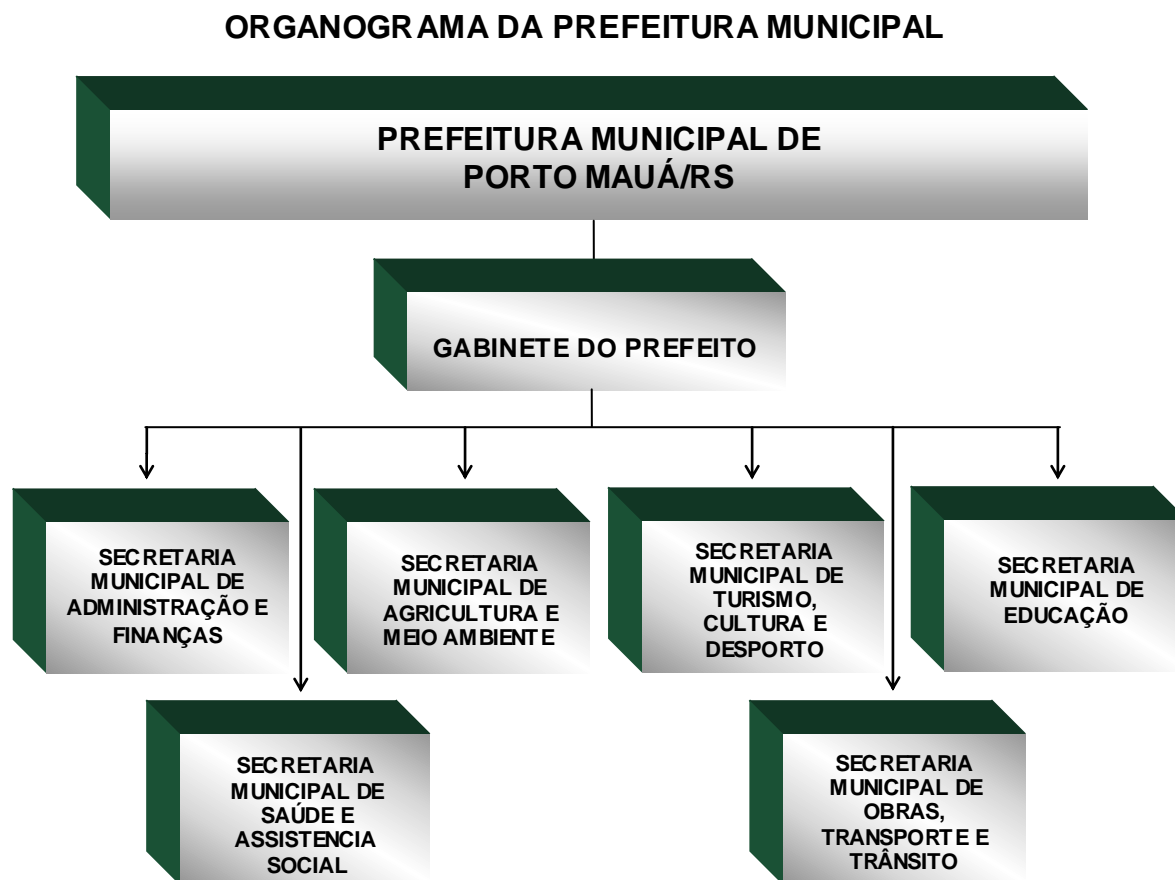 ORGANOGRAMA DA PREFEITURA MUNICIPAL
PREFEITURA MUNICIPAL DE
PORTO MAUÁ/RS
GABINETE DO PREFEITO
SECRETARIA
MUNICIPAL DE
ADMINISTRAÇÃO E
FINANÇAS
SECRETARIA
MUNICIPAL DE
AGRICULTURA E
MEIO AMBIENTE
SECRETARIA
MUNICIPAL DE
TURISMO,
CULTURA E
DESPORTO
SECRETARIA
MUNICIPAL DE
EDUCAÇÃO
SECRETARIA
MUNICIPAL DE
SAÚDE E
ASSISTENCIA
SOCIAL
SECRETARIA
MUNICIPAL DE
OBRAS,
TRANSPORTE E
TRÂNSITO